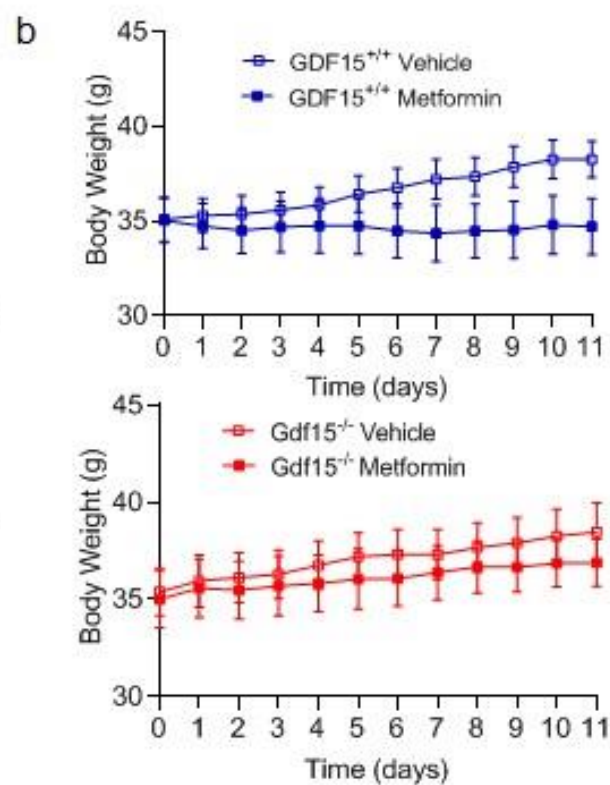 b
45
40
35
30
Body Weight (g)
GDF15+/+ Vehicle
GDF15+/+ Metformin
0 1 2 3 4 5 6 7 8 9 10 11
Time (days)
45
40
35
30
Body Weight (g)
Gdf15-/- Vehicle
Gdf15-/- Metformin
0 1 2 3 4 5 6 7 8 9 10 11
Time (days)